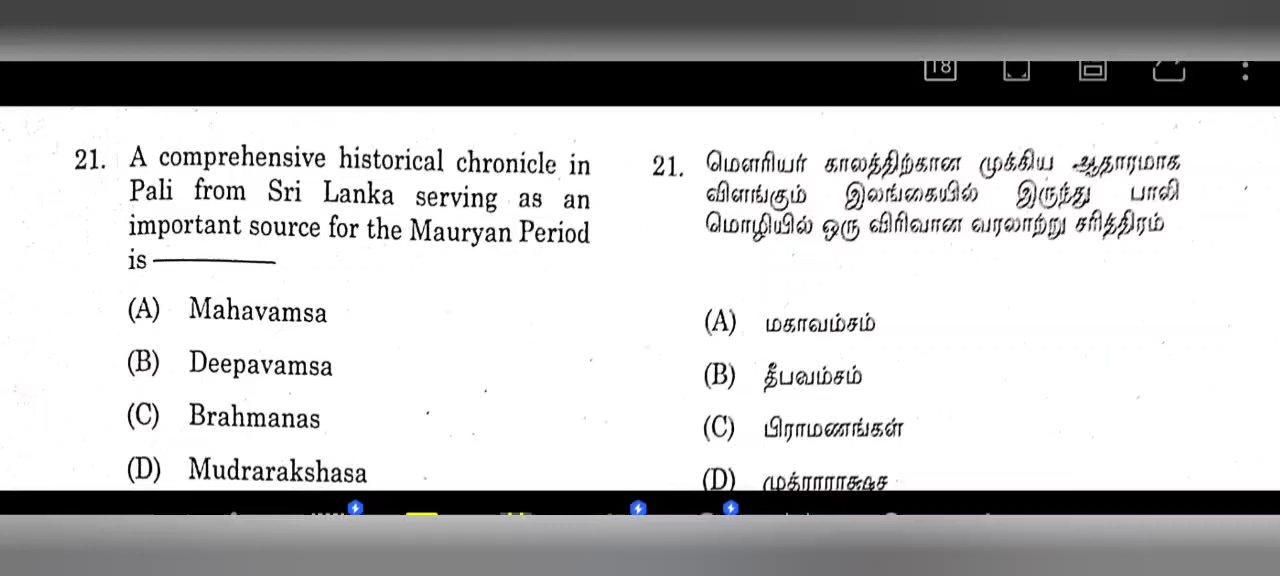 18
21. A comprehensive historical chronicle in
Pali from Sri Lanka serving as an
important source for the Mauryan Period
is
(A) Mahavamsa
(B) Deepavamsa
(C) Brahmanas
(D) Mudrarakshasa
21. மௌரியர் காலத்திற்கான முக்கிய ஆதாரமாக
விளங்கும் இலங்கையில் இருந்து பாலி
மொழியில் ஒரு விரிவான வரலாற்று சரித்திரம்
(A) மகாவம்சம்
(B) தீபவம்சம்
(C) பிராமணங்கள்
(D) முத்ராராக்ஷச